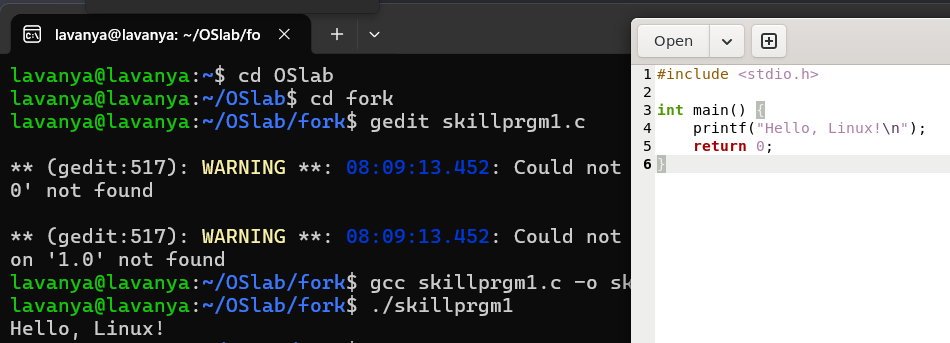 lavanya@lavanya: ~/OSlab/fo
lavanya@lavanya:~$ cd OSlab
lavanya@lavanya:~/OSlab$ cd fork
lavanya@lavanya:~/OSlab/fork$ gedit skillprgm1.c
** (gedit:517): WARNING **: 08:09:13.452: Could not
0' not found
** (gedit:517): WARNING **: 08:09:13.452: Could not
on '1.0' not found
lavanya@lavanya:~/OSlab/fork$ gcc skillprgm1.c -o sk
lavanya@lavanya:~/OSlab/fork$ ./skillprgm1
Hello, Linux!
Open
1 #include <stdio.h>
2
3 int main() {
4     printf("Hello, Linux!\n");
5     return 0;
6 }